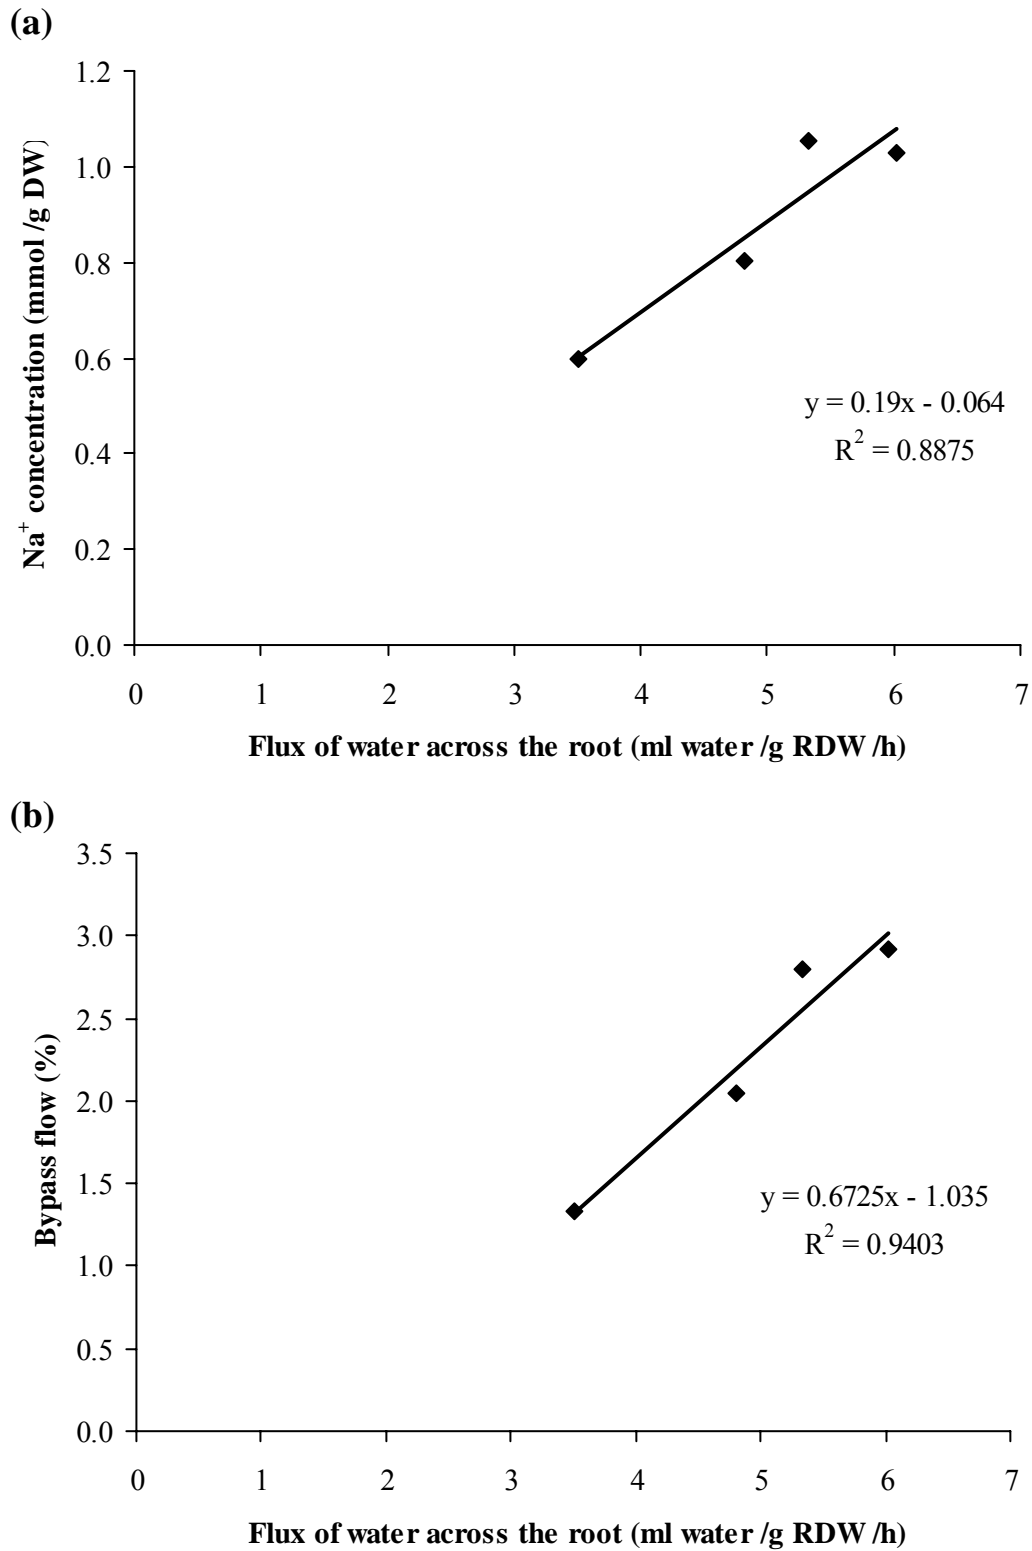 (a)
1.2
1.0
0.8
0.6
0.4
0.2
0.0
Na⁺ concentration (mmol /g DW)
y = 0.19x - 0.064
R² = 0.8875
0 1 2 3 4 5 6 7
Flux of water across the root (ml water /g RDW /h)
(b)
3.5
3.0
2.5
2.0
1.5
1.0
0.5
0.0
Bypass flow (%)
y = 0.6725x - 1.035
R² = 0.9403
0 1 2 3 4 5 6 7
Flux of water across the root (ml water /g RDW /h)